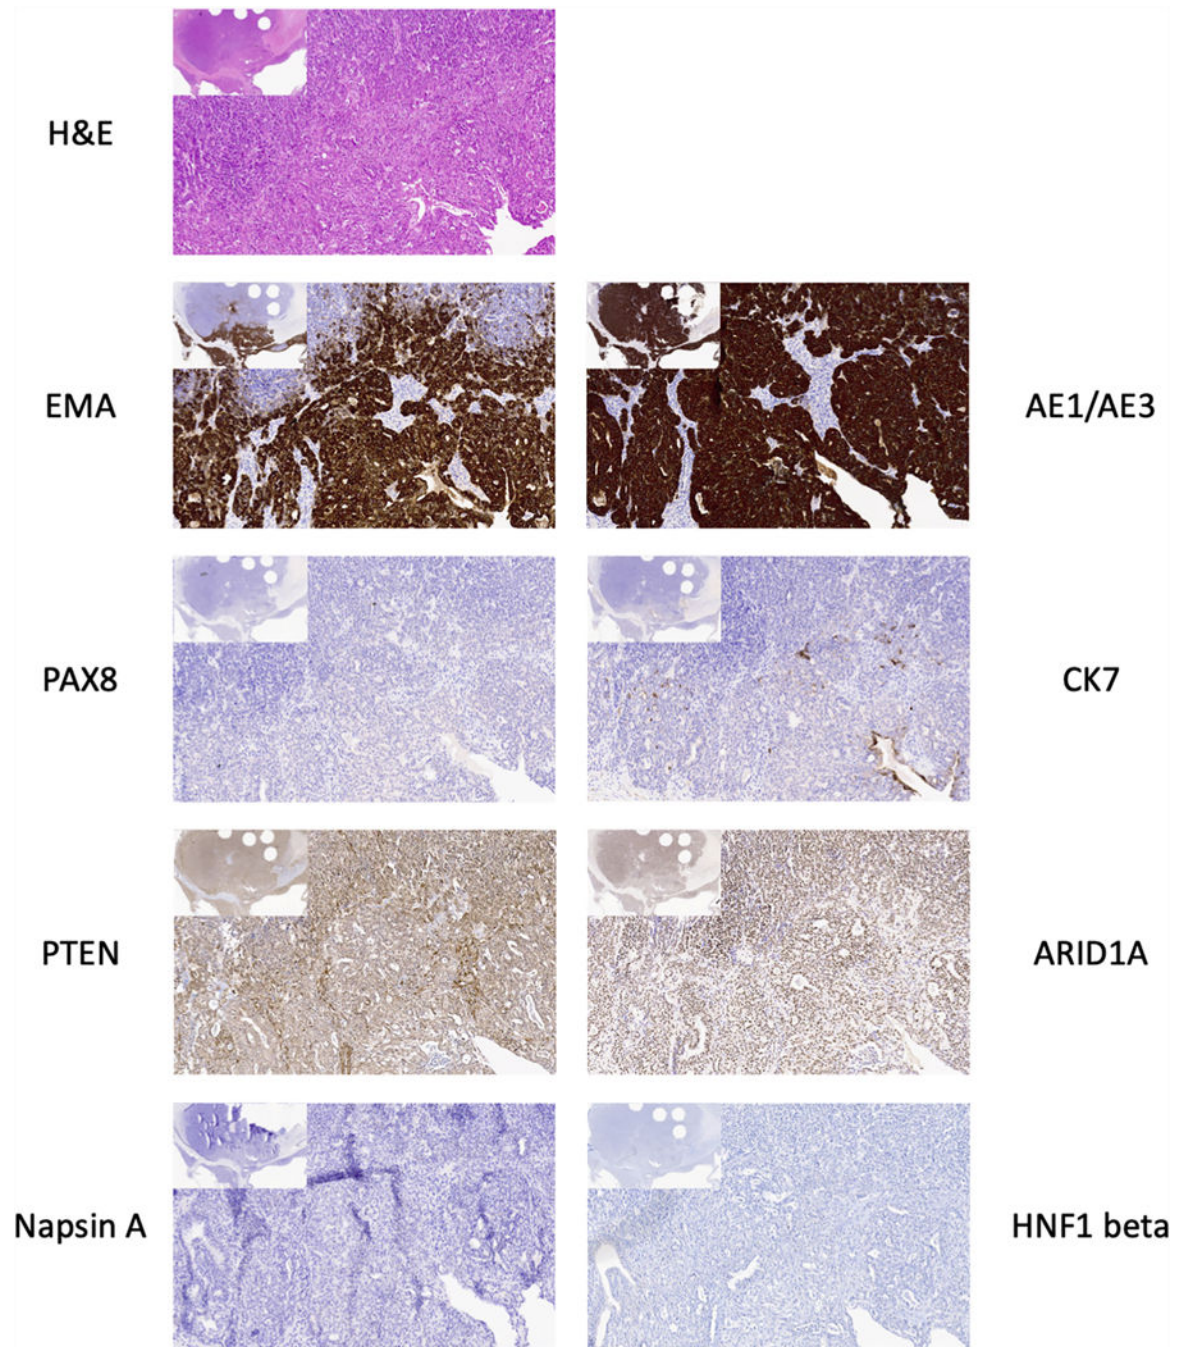 H&E
EMA
AE1/AE3
PAX8
CK7
PTEN
ARID1A
Napsin A
HNF1 beta